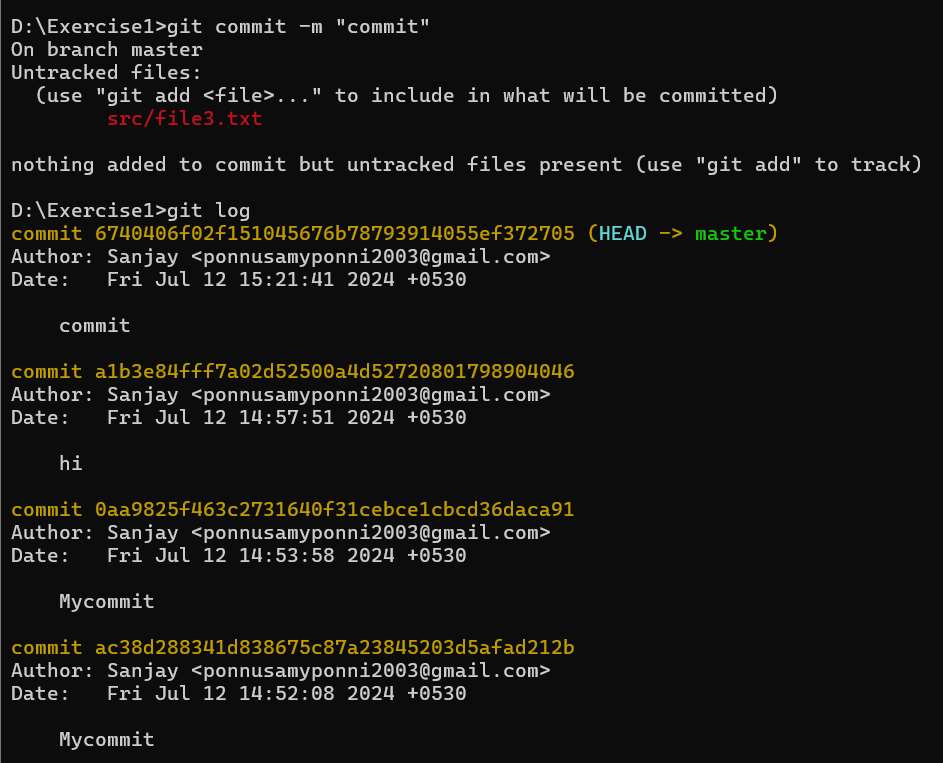 D:\Exercise1>git commit -m "commit"
On branch master
Untracked files:
  (use "git add <file>..." to include in what will be committed)
        src/file3.txt

nothing added to commit but untracked files present (use "git add" to track)

D:\Exercise1>git log
commit 6740406f02f151045676b78793914055ef372705 (HEAD -> master)
Author: Sanjay <ponnusamyponni2003@gmail.com>
Date:   Fri Jul 12 15:21:41 2024 +0530

    commit

commit a1b3e84fff7a02d52500a4d52720801798904046
Author: Sanjay <ponnusamyponni2003@gmail.com>
Date:   Fri Jul 12 14:57:51 2024 +0530

    hi

commit 0aa9825f463c2731640f31cebce1cbcd36daca91
Author: Sanjay <ponnusamyponni2003@gmail.com>
Date:   Fri Jul 12 14:53:58 2024 +0530

    Mycommit

commit ac38d288341d838675c87a23845203d5afad212b
Author: Sanjay <ponnusamyponni2003@gmail.com>
Date:   Fri Jul 12 14:52:08 2024 +0530

    Mycommit